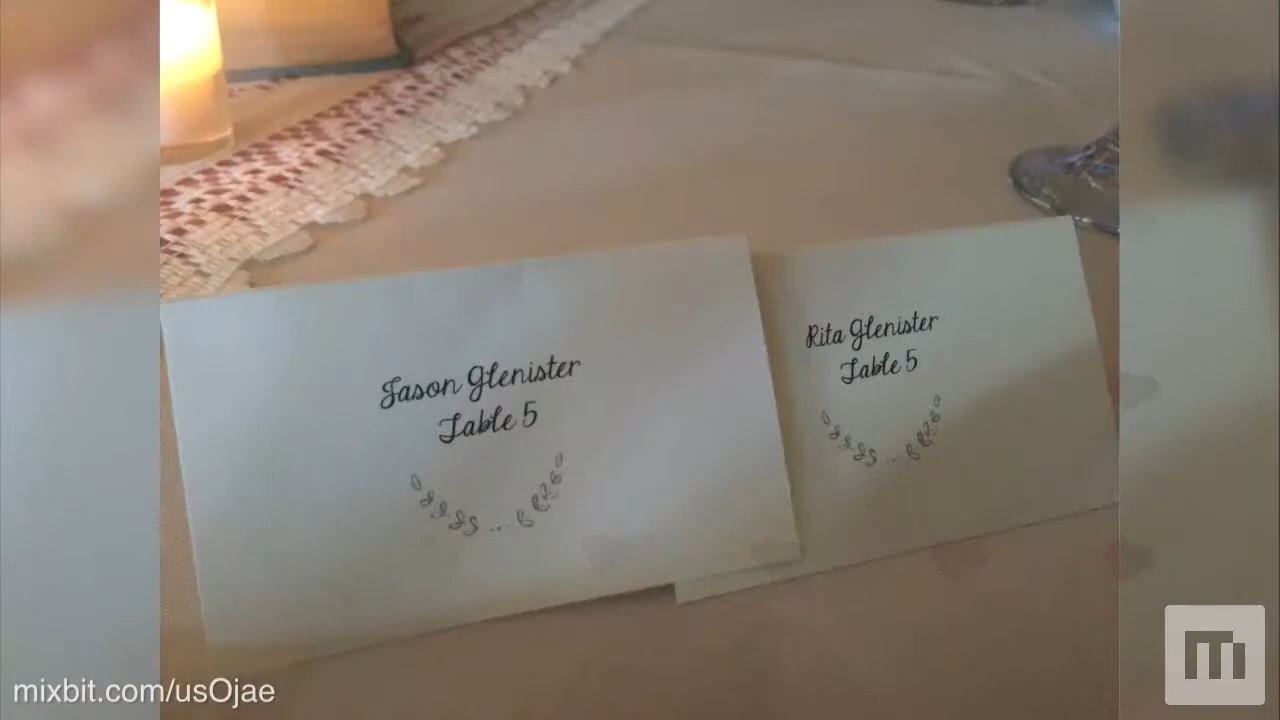 Jason Glenister
Table 5
Rita Glenister
Table 5
mixbit.com/usOjae
m